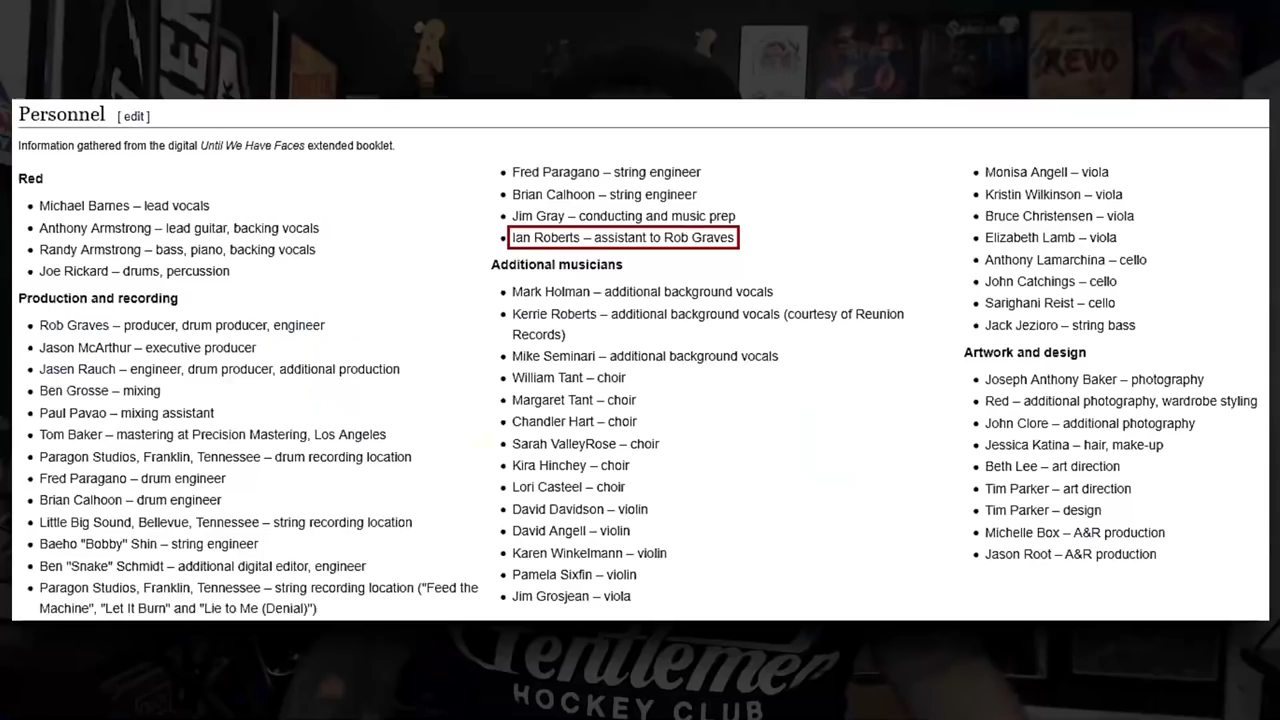 KEVO
Personnel [ edit ]
Information gathered from the digital Until We Have Faces extended booklet.
Red
• Michael Barnes – lead vocals
• Anthony Armstrong – lead guitar, backing vocals
• Randy Armstrong – bass, piano, backing vocals
• Joe Rickard – drums, percussion
Production and recording
• Rob Graves – producer, drum producer, engineer
• Jason McArthur – executive producer
• Jasen Rauch – engineer, drum producer, additional production
• Ben Grosse – mixing
• Paul Pavao – mixing assistant
• Tom Baker – mastering at Precision Mastering, Los Angeles
• Paragon Studios, Franklin, Tennessee – drum recording location
• Fred Paragano – drum engineer
• Brian Calhoon – drum engineer
• Little Big Sound, Bellevue, Tennessee – string recording location
• Baeho "Bobby" Shin – string engineer
• Ben "Snake" Schmidt – additional digital editor, engineer
• Paragon Studios, Franklin, Tennessee – string recording location ("Feed the
Machine", "Let It Burn" and "Lie to Me (Denial)")
• Fred Paragano – string engineer
• Brian Calhoon – string engineer
• Jim Gray – conducting and music prep
• Ian Roberts – assistant to Rob Graves
Additional musicians
• Mark Holman – additional background vocals
• Kerrie Roberts – additional background vocals (courtesy of Reunion
Records)
• Mike Seminari – additional background vocals
• William Tant – choir
• Margaret Tant – choir
• Chandler Hart – choir
• Sarah ValleyRose – choir
• Kira Hinchey – choir
• Lori Casteel – choir
• David Davidson – violin
• David Angell – violin
• Karen Winkelmann – violin
• Pamela Sixfin – violin
• Jim Grosjean – viola
• Monisa Angell – viola
• Kristin Wilkinson – viola
• Bruce Christensen – viola
• Elizabeth Lamb – viola
• Anthony Lamarchina – cello
• John Catchings – cello
• Sarighani Reist – cello
• Jack Jezioro – string bass
Artwork and design
• Joseph Anthony Baker – photography
• Red – additional photography, wardrobe styling
• John Clore – additional photography
• Jessica Katina – hair, make-up
• Beth Lee – art direction
• Tim Parker – art direction
• Tim Parker – design
• Michelle Box – A&R production
• Jason Root – A&R production
Gentlemen
HOCKEY CLUB